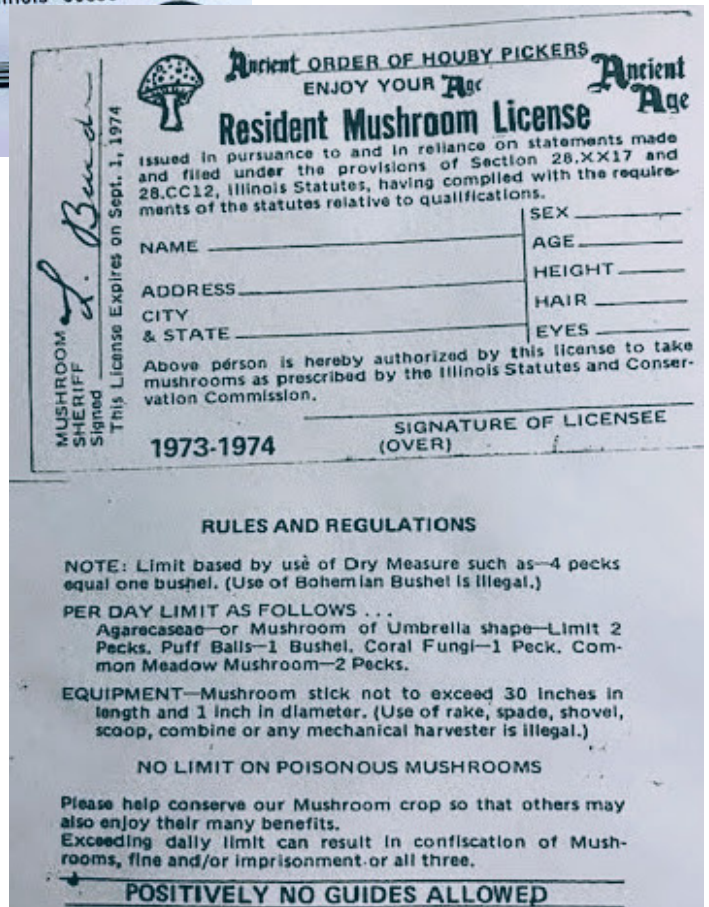 Ancient ORDER OF HOUBY PICKERS
ENJOY YOUR Age
Ancient
Age
Resident Mushroom License
Issued in pursuance to and in reliance on statements made
and filed under the provisions of Section 28.XX17 and
28.CC12, Illinois Statutes, having complied with the require-
ments of the statutes relative to qualifications.
NAME
ADDRESS
CITY
& STATE
SEX
AGE
HEIGHT
HAIR
EYES
Above person is hereby authorized by this license to take
mushrooms as prescribed by the Illinois Statutes and Conser-
vation Commission.
1973-1974
SIGNATURE OF LICENSEE
(OVER)
MUSHROOM
SHERIFF
Signed
This License Expires on Sept. 1, 1974
RULES AND REGULATIONS
NOTE: Limit based by use of Dry Measure such as—4 pecks
equal one bushel. (Use of Bohemian Bushel is illegal.)
PER DAY LIMIT AS FOLLOWS ...
Agarecaseae—or Mushroom of Umbrella shape—Limit 2
Pecks. Puff Balls—1 Bushel. Coral Fungi—1 Peck. Com-
mon Meadow Mushroom—2 Pecks.
EQUIPMENT—Mushroom stick not to exceed 30 inches in
length and 1 inch in diameter. (Use of rake, spade, shovel,
scoop, combine or any mechanical harvester is illegal.)
NO LIMIT ON POISONOUS MUSHROOMS
Please help conserve our Mushroom crop so that others may
also enjoy their many benefits.
Exceeding daily limit can result in confiscation of Mush-
rooms, fine and/or imprisonment or all three.
POSITIVELY NO GUIDES ALLOWED